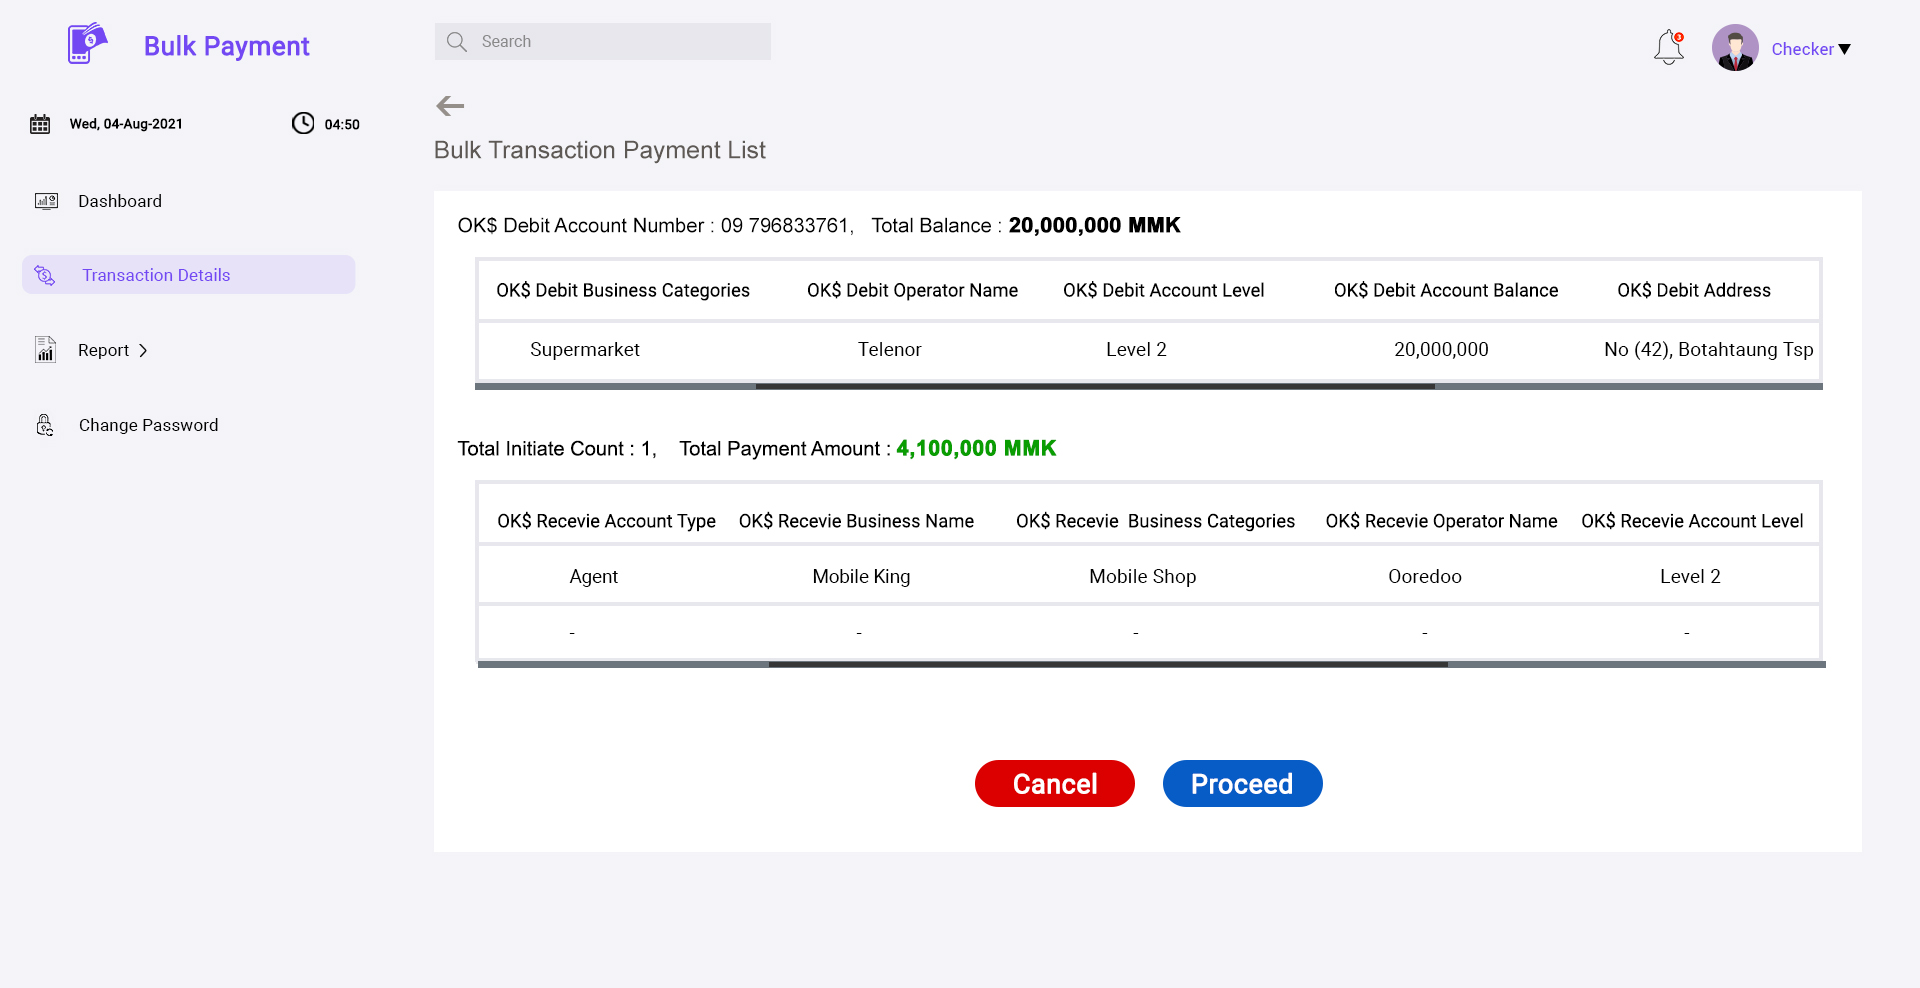 Bulk Payment
Search
3
Checker
Wed, 04-Aug-2021
04:50
Bulk Transaction Payment List
Dashboard
Transaction Details
Report
Change Password
OK$ Debit Account Number : 09 796833761, Total Balance : 20,000,000 MMK
OK$ Debit Business Categories OK$ Debit Operator Name OK$ Debit Account Level OK$ Debit Account Balance OK$ Debit Address
Supermarket Telenor Level 2 20,000,000 No (42), Botahtaung Tsp
Total Initiate Count : 1, Total Payment Amount : 4,100,000 MMK
OK$ Recevie Account Type OK$ Recevie Business Name OK$ Recevie Business Categories OK$ Recevie Operator Name OK$ Recevie Account Level
Agent Mobile King Mobile Shop Ooredoo Level 2
- - - - -
Cancel Proceed